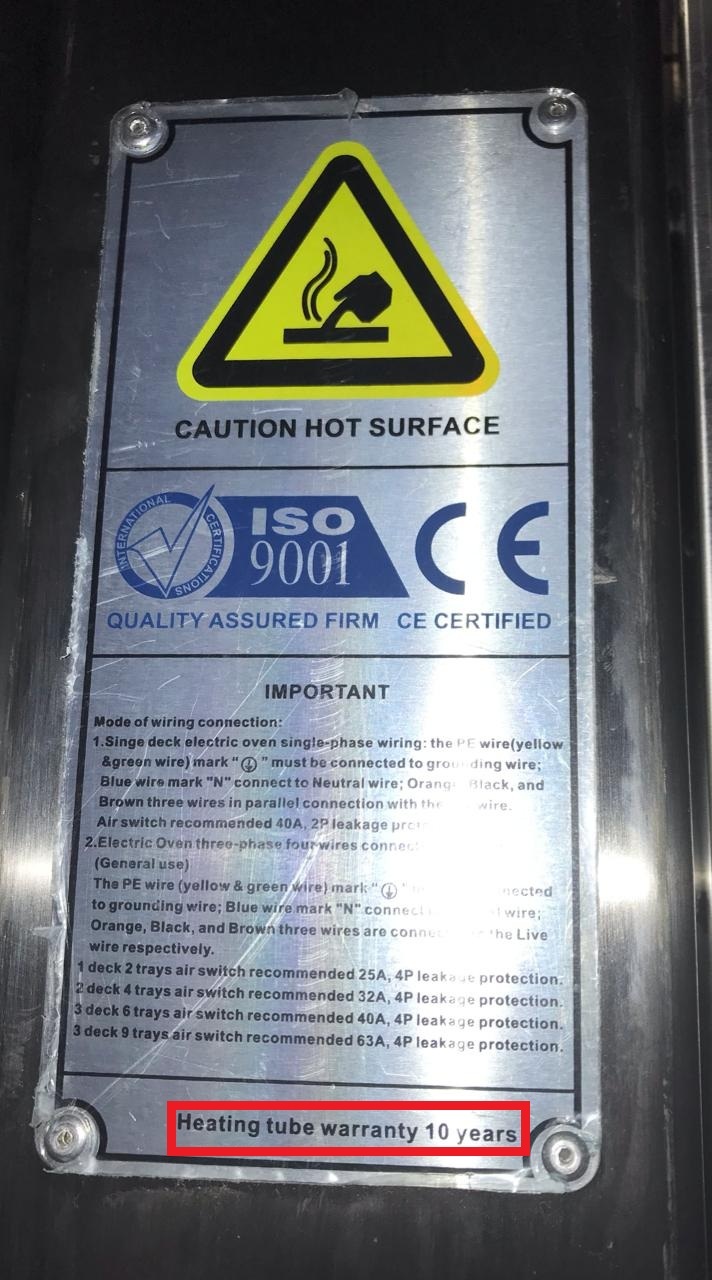 CAUTION HOT SURFACE
INTERNATIONAL CERTIFICATIONS
ISO
9001
CE
QUALITY ASSURED FIRM CE CERTIFIED
IMPORTANT
Mode of wiring connection:
1.Singe deck electric oven single-phase wiring: the PE wire(yellow
&green wire) mark "⏚" must be connected to grounding wire;
Blue wire mark "N" connect to Neutral wire; Orange Black, and
Brown three wires in parallel connection with the wire.
Air switch recommended 40A, 2P leakage
2.Electric Oven three-phase four wires
(General use)
The PE wire (yellow & green wire) mark "⏚"
to grounding wire; Blue wire mark "N" connect wire;
Orange, Black, and Brown three wires are the Live
wire respectively.
1 deck 2 trays air switch recommended 25A, 4P leakage protection.
2 deck 4 trays air switch recommended 32A, 4P leakage protection.
3 deck 6 trays air switch recommended 40A, 4P leakage protection.
3 deck 9 trays air switch recommended 63A, 4P leakage protection.
Heating tube warranty 10 years